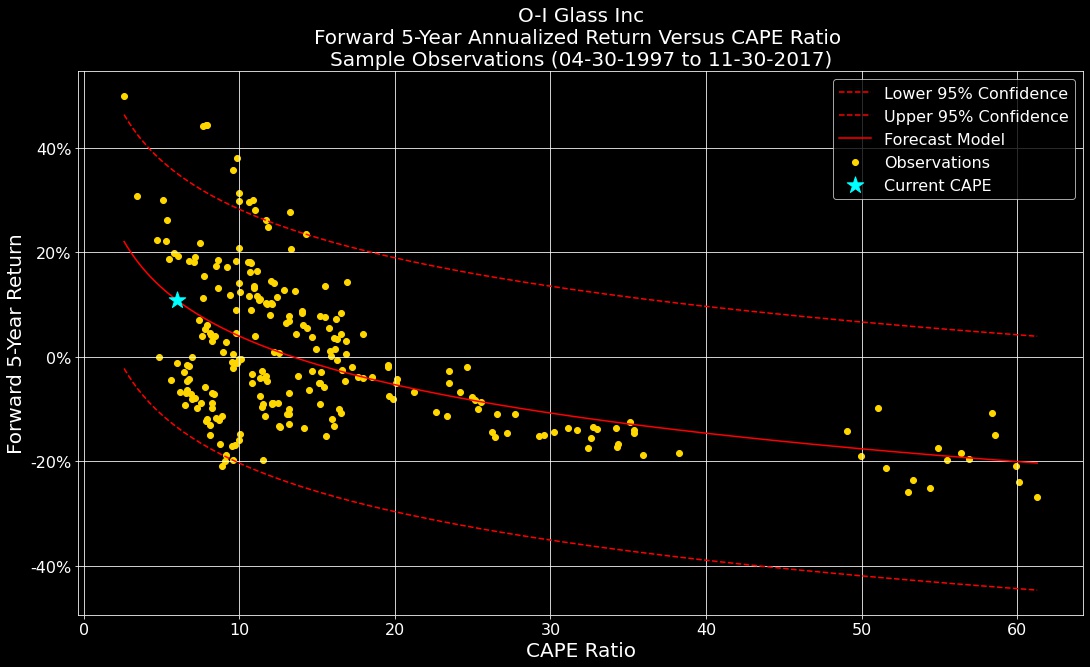 O-I Glass Inc
Forward 5-Year Annualized Return Versus CAPE Ratio
Sample Observations (04-30-1997 to 11-30-2017)
Lower 95% Confidence
Upper 95% Confidence
Forecast Model
Observations
Current CAPE
Forward 5-Year Return
40%
20%
0%
-20%
-40%
0 10 20 30 40 50 60
CAPE Ratio